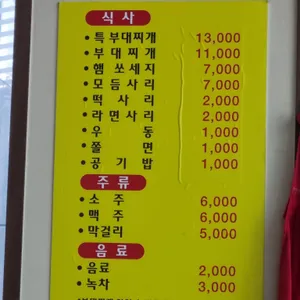 식사
• 특부대찌개 13,000
• 부대찌개 11,000
• 햄쏘세지 7,000
• 모듬사리 7,000
• 떡사리 2,000
• 라면사리 2,000
• 우동 1,000
• 쫄면 1,000
• 공기밥 1,000
주류
• 소주 6,000
• 맥주 6,000
• 막걸리 5,000
음료
• 음료 2,000
• 녹차 3,000